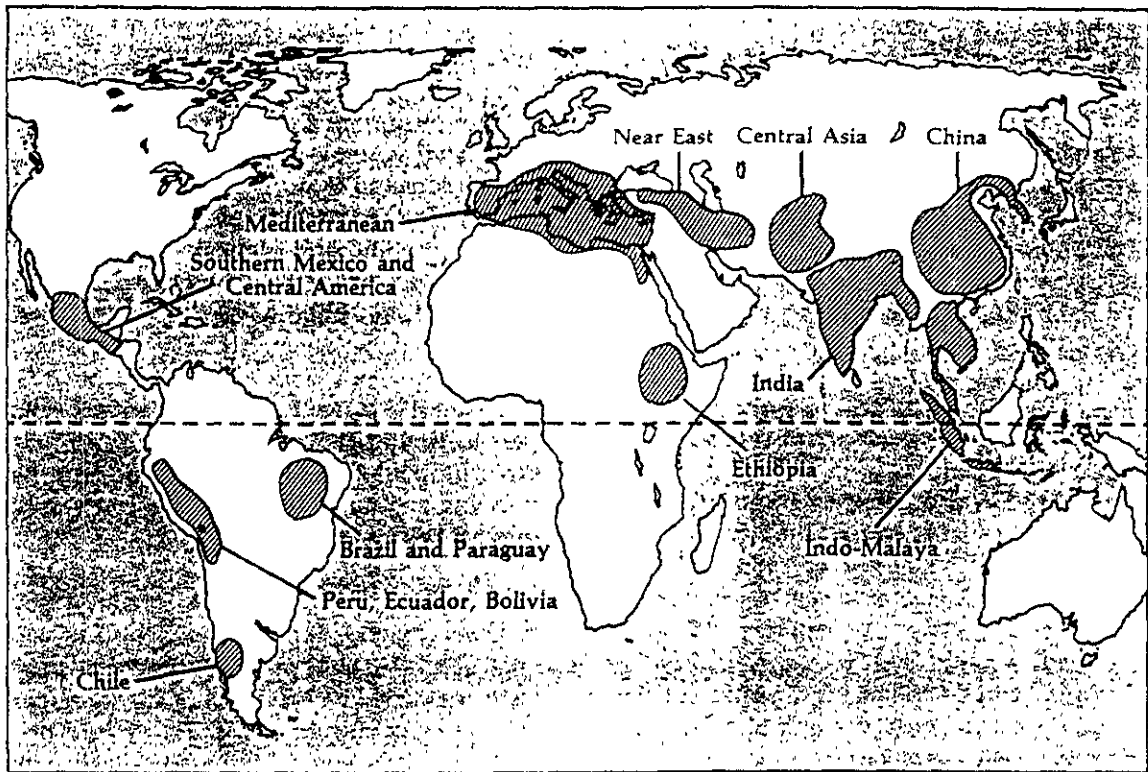 Near East
Central Asia
China
Mediterranean
Southern Mexico and
Central America
India
Ethiopia
Brazil and Paraguay
Indo-Malaya
Peru, Ecuador, Bolivia
Chile